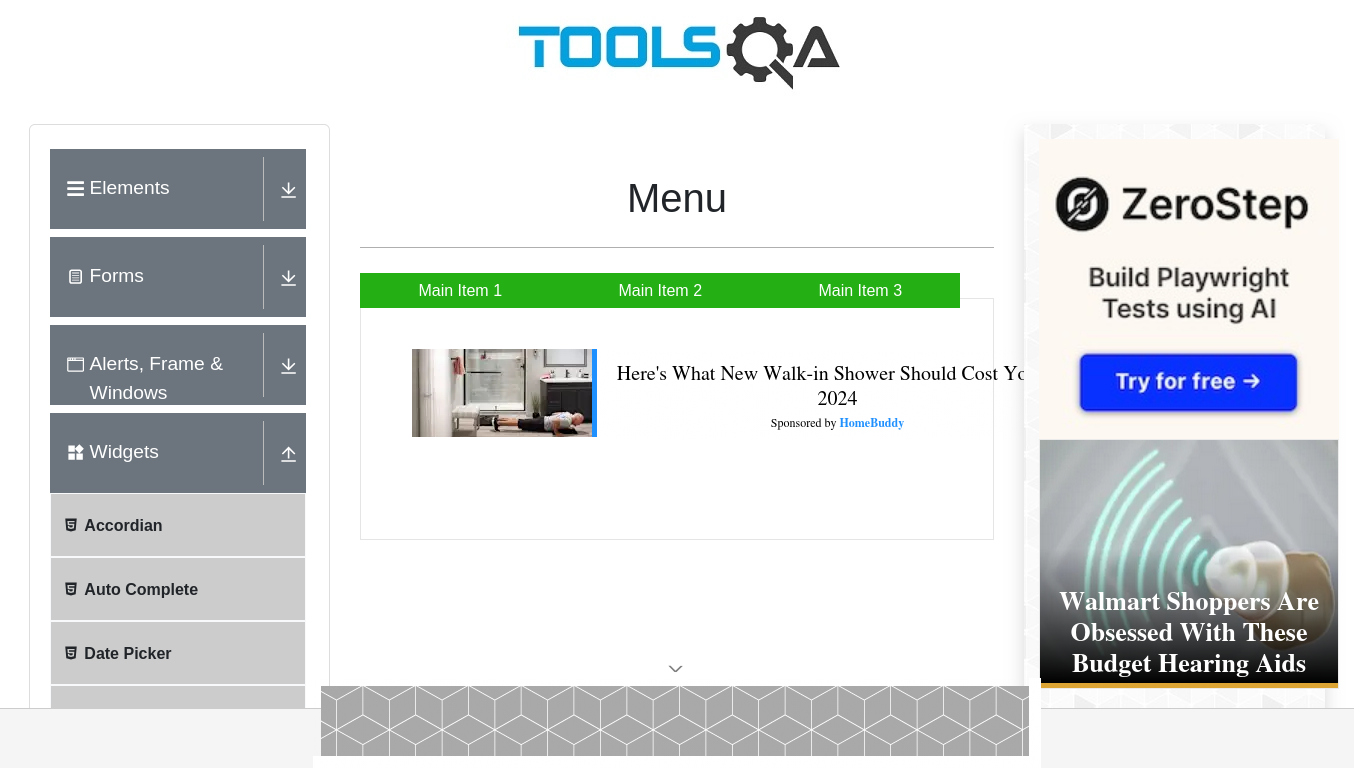 TOOLSQA
Elements
Forms
Alerts, Frame &
Windows
Widgets
Accordian
Auto Complete
Date Picker
Menu
Main Item 1
Main Item 2
Main Item 3
Here's What New Walk-in Shower Should Cost
2024
Sponsored by HomeBuddy
ZeroStep
Build Playwright
Tests using AI
Try for free →
Walmart Shoppers Are
Obsessed With These
Budget Hearing Aids